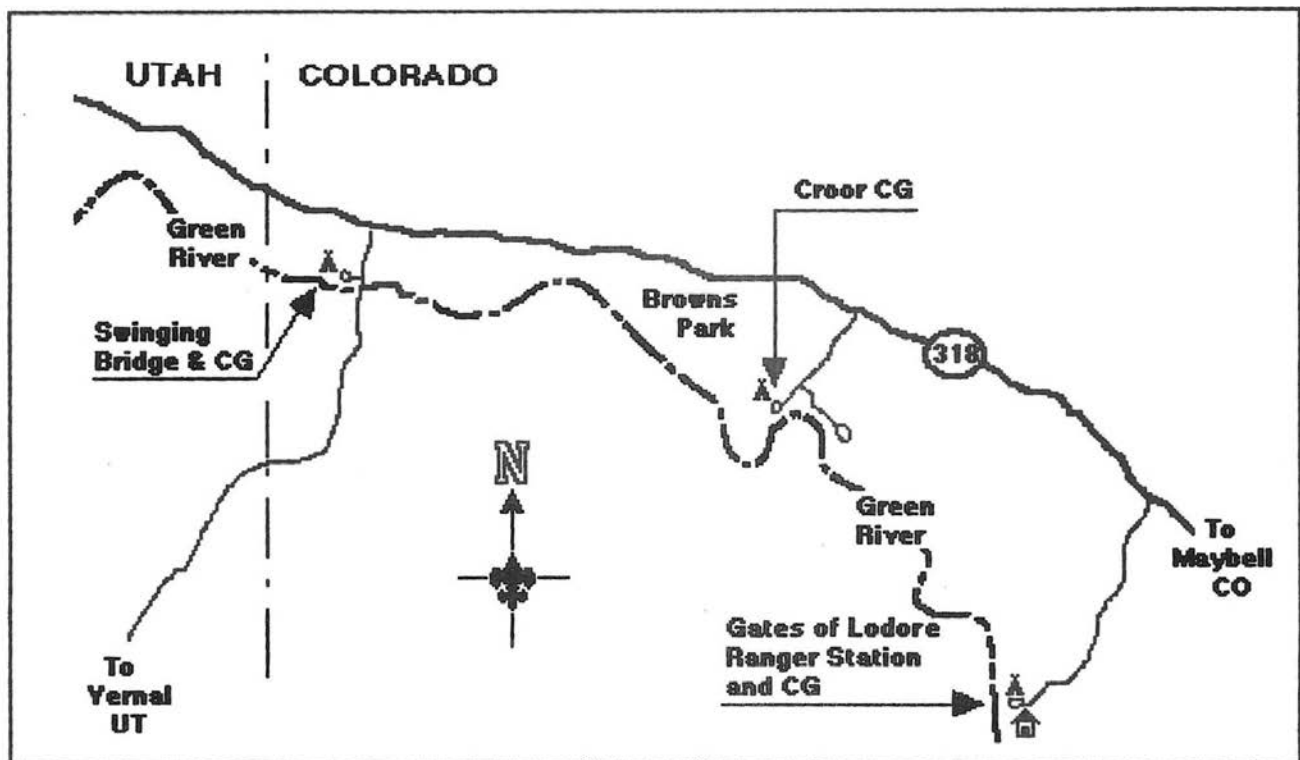 UTAH
COLORADO
Croor CG
Green
River
Browns
Park
Swinging
Bridge & CG
318
N
Green
River
To
Maybell
CO
Gates of Lodore
Ranger Station
and CG
To
Yernal
UT